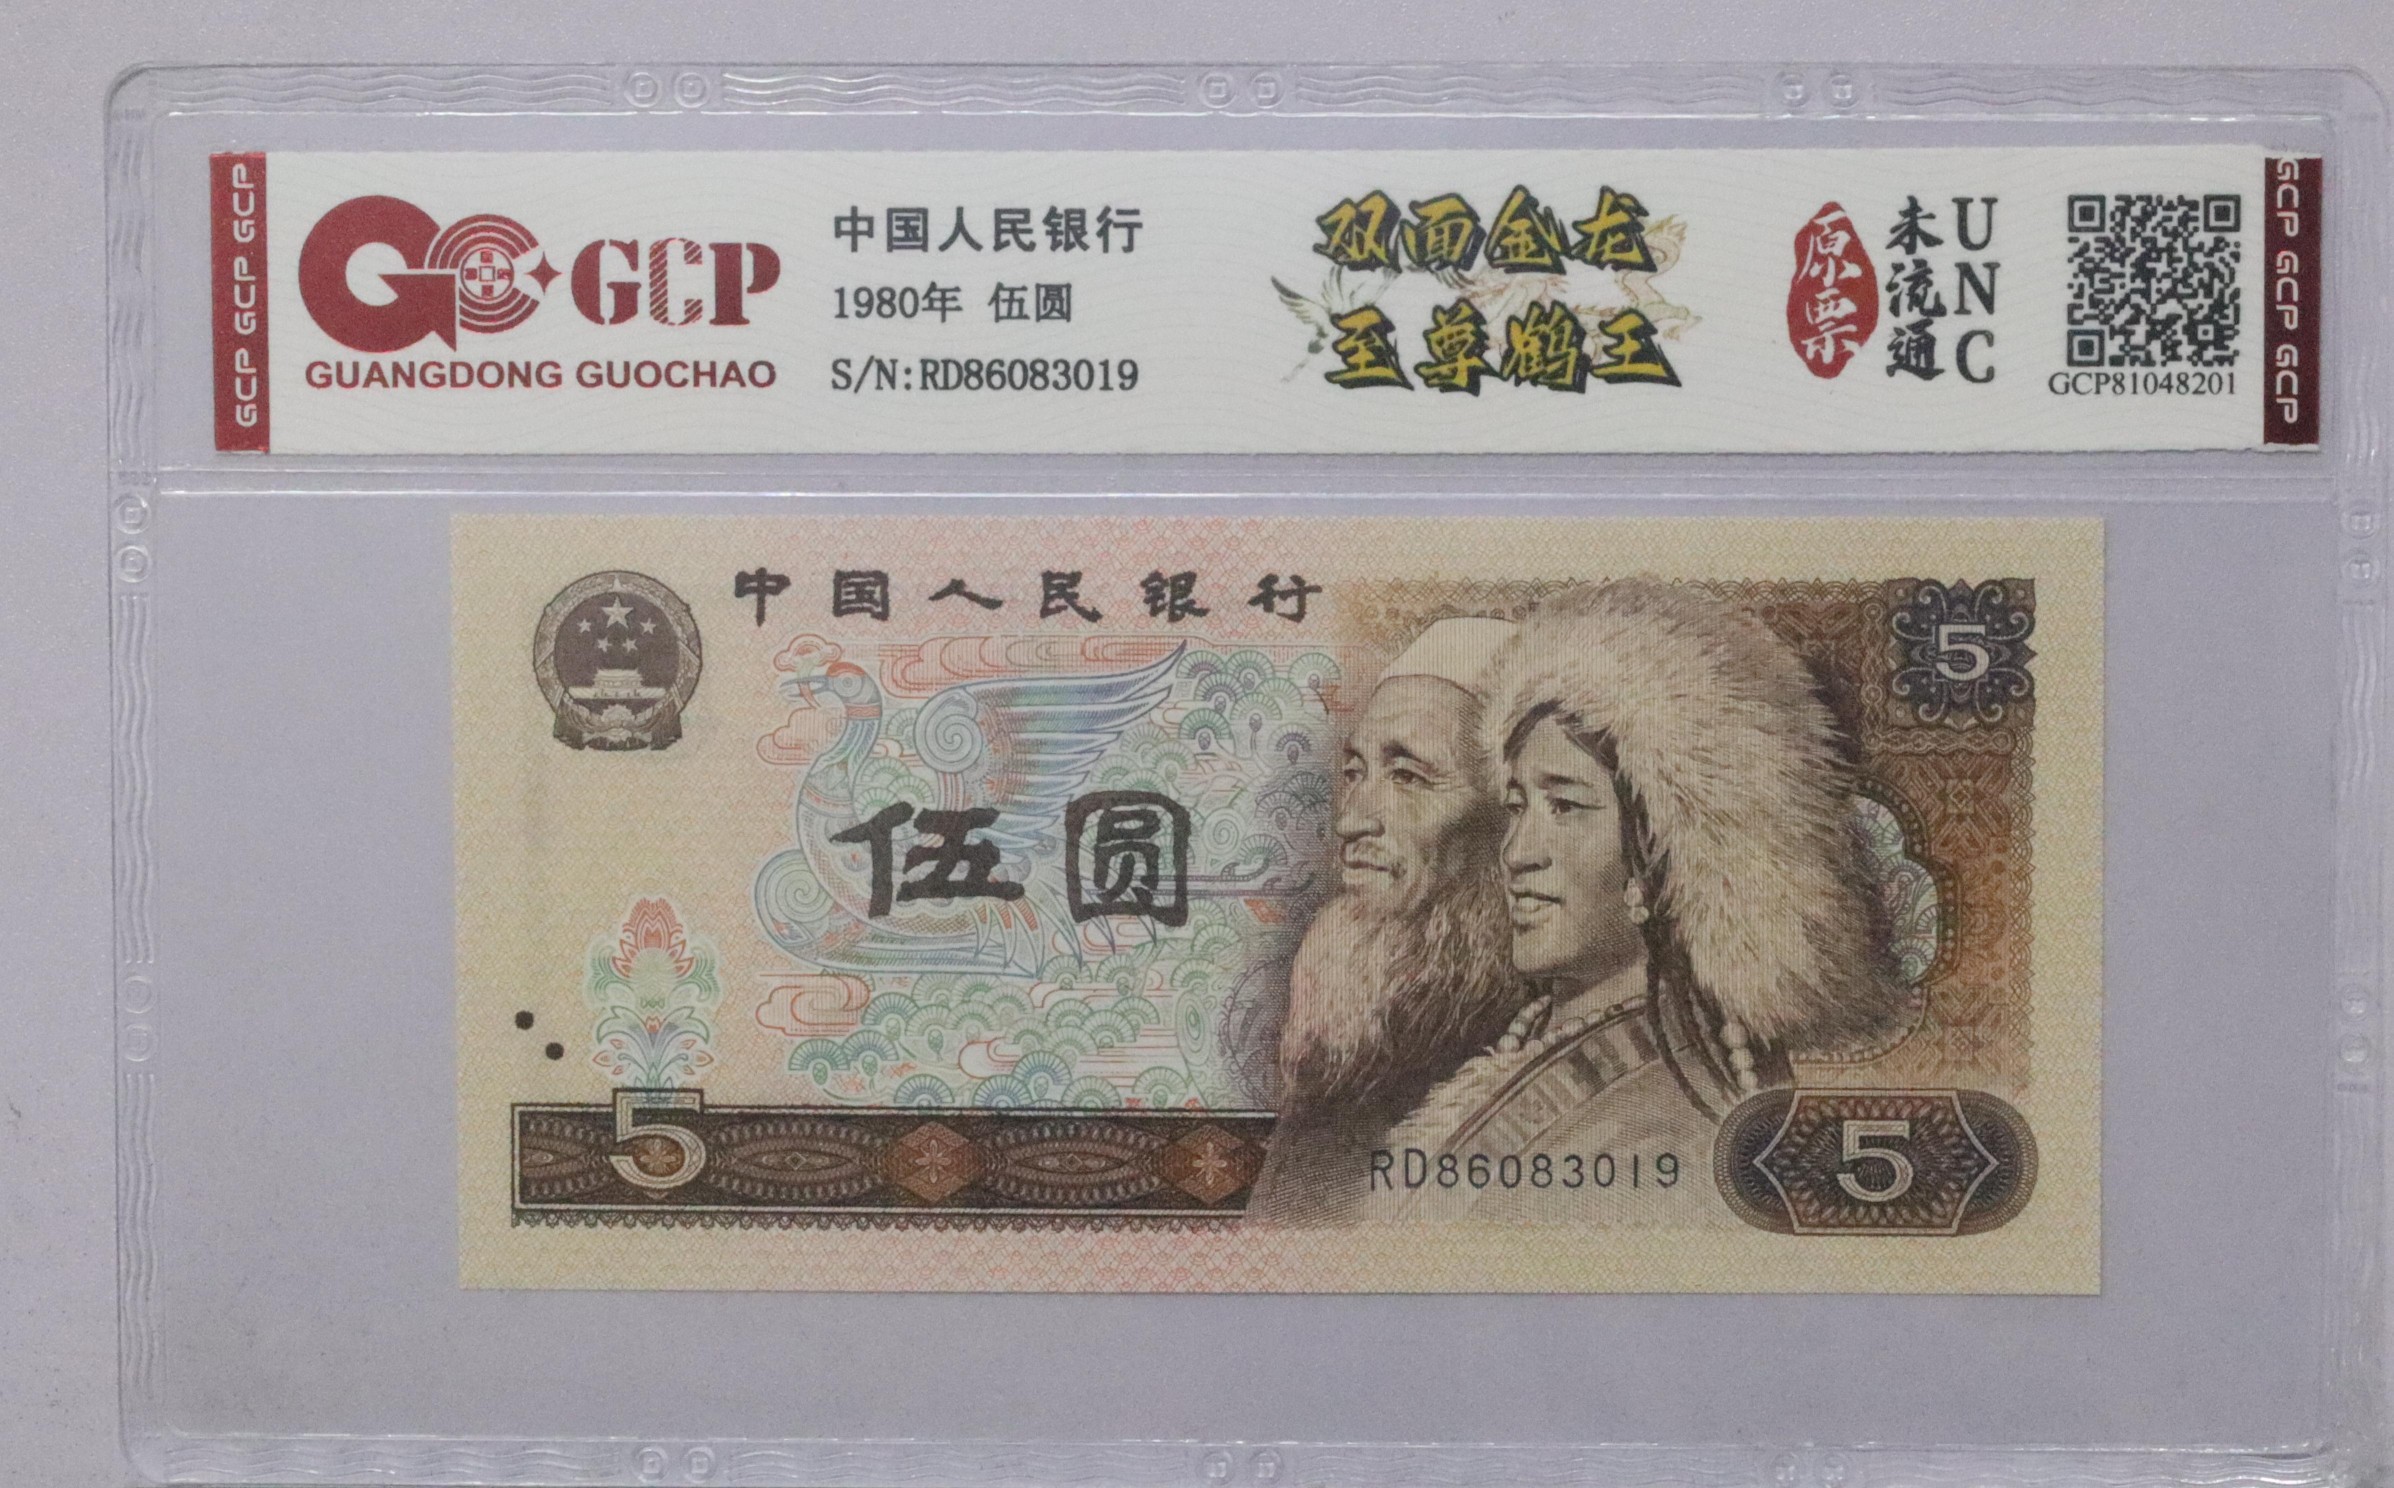 GCP GCP GCP
GCP
GUANGDONG GUOCHAO
中国人民银行
1980年 伍圆
S/N:RD86083019
双面金龙
至尊鹤王
原票
未流通
UNC
GCP81048201
GCP GCP GCP
中国人民银行
5
伍圆
5
RD86083019
5